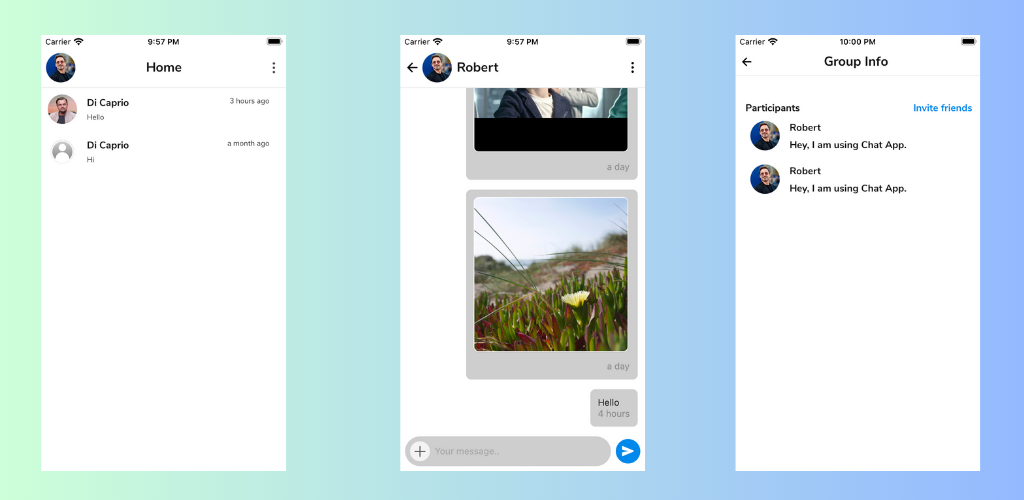 Carrier 9:57 PM
Home
Di Caprio 3 hours ago
Hello
Di Caprio a month ago
Hi
Carrier 9:57 PM
Robert
a day
a day
Hello
4 hours
Your message..
Carrier 10:00 PM
Group Info
Participants Invite friends
Robert
Hey, I am using Chat App.
Robert
Hey, I am using Chat App.